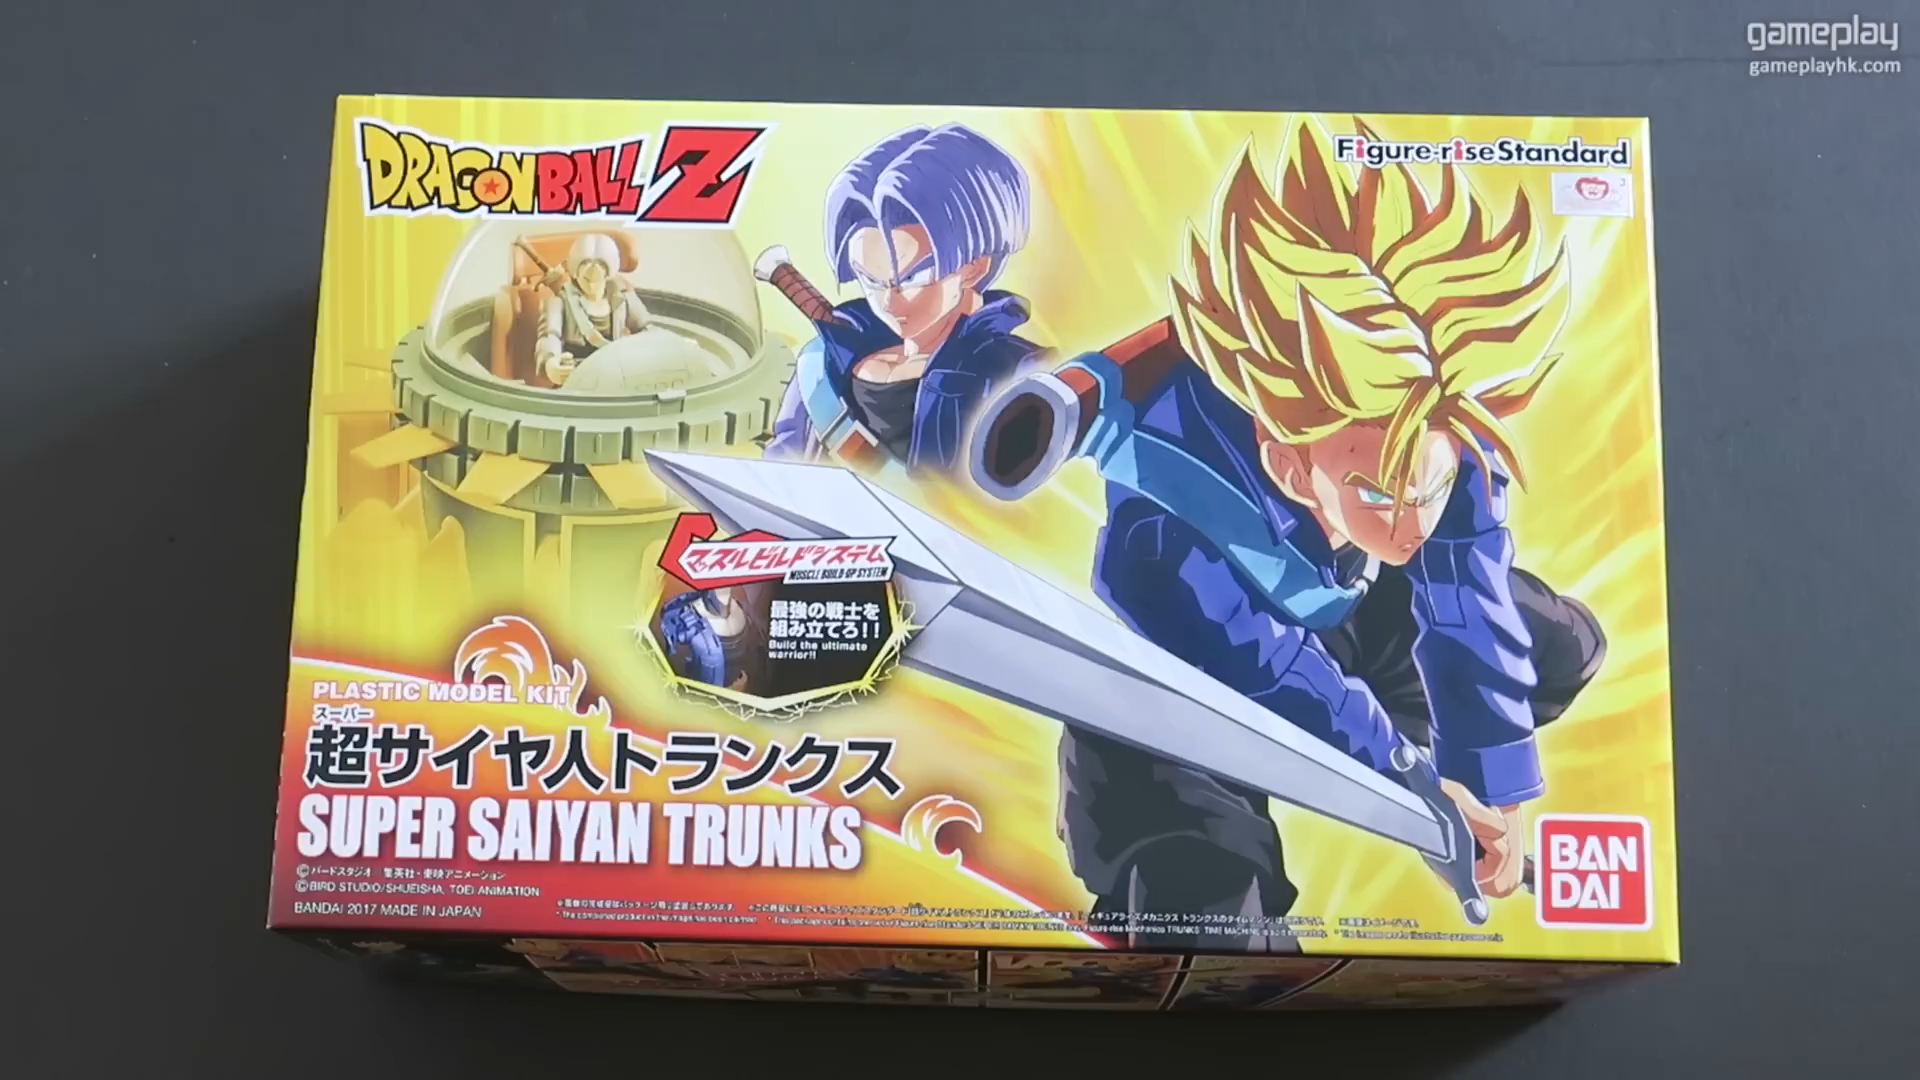 gameplay
gameplayhk.com
DRAGONBALL Z
Figure-riseStandard
マッスルビルドシステム
MUSCLE BUILD-UP SYSTEM
最強の戦士を
組み立てろ!!
Build the ultimate
warrior!!
PLASTIC MODEL KIT
スーパー
超サイヤ人トランクス
SUPER SAIYAN TRUNKS
©バードスタジオ/集英社・東映アニメーション
©BIRD STUDIO/SHUEISHA, TOEI ANIMATION
BANDAI 2017 MADE IN JAPAN
BAN
DAI